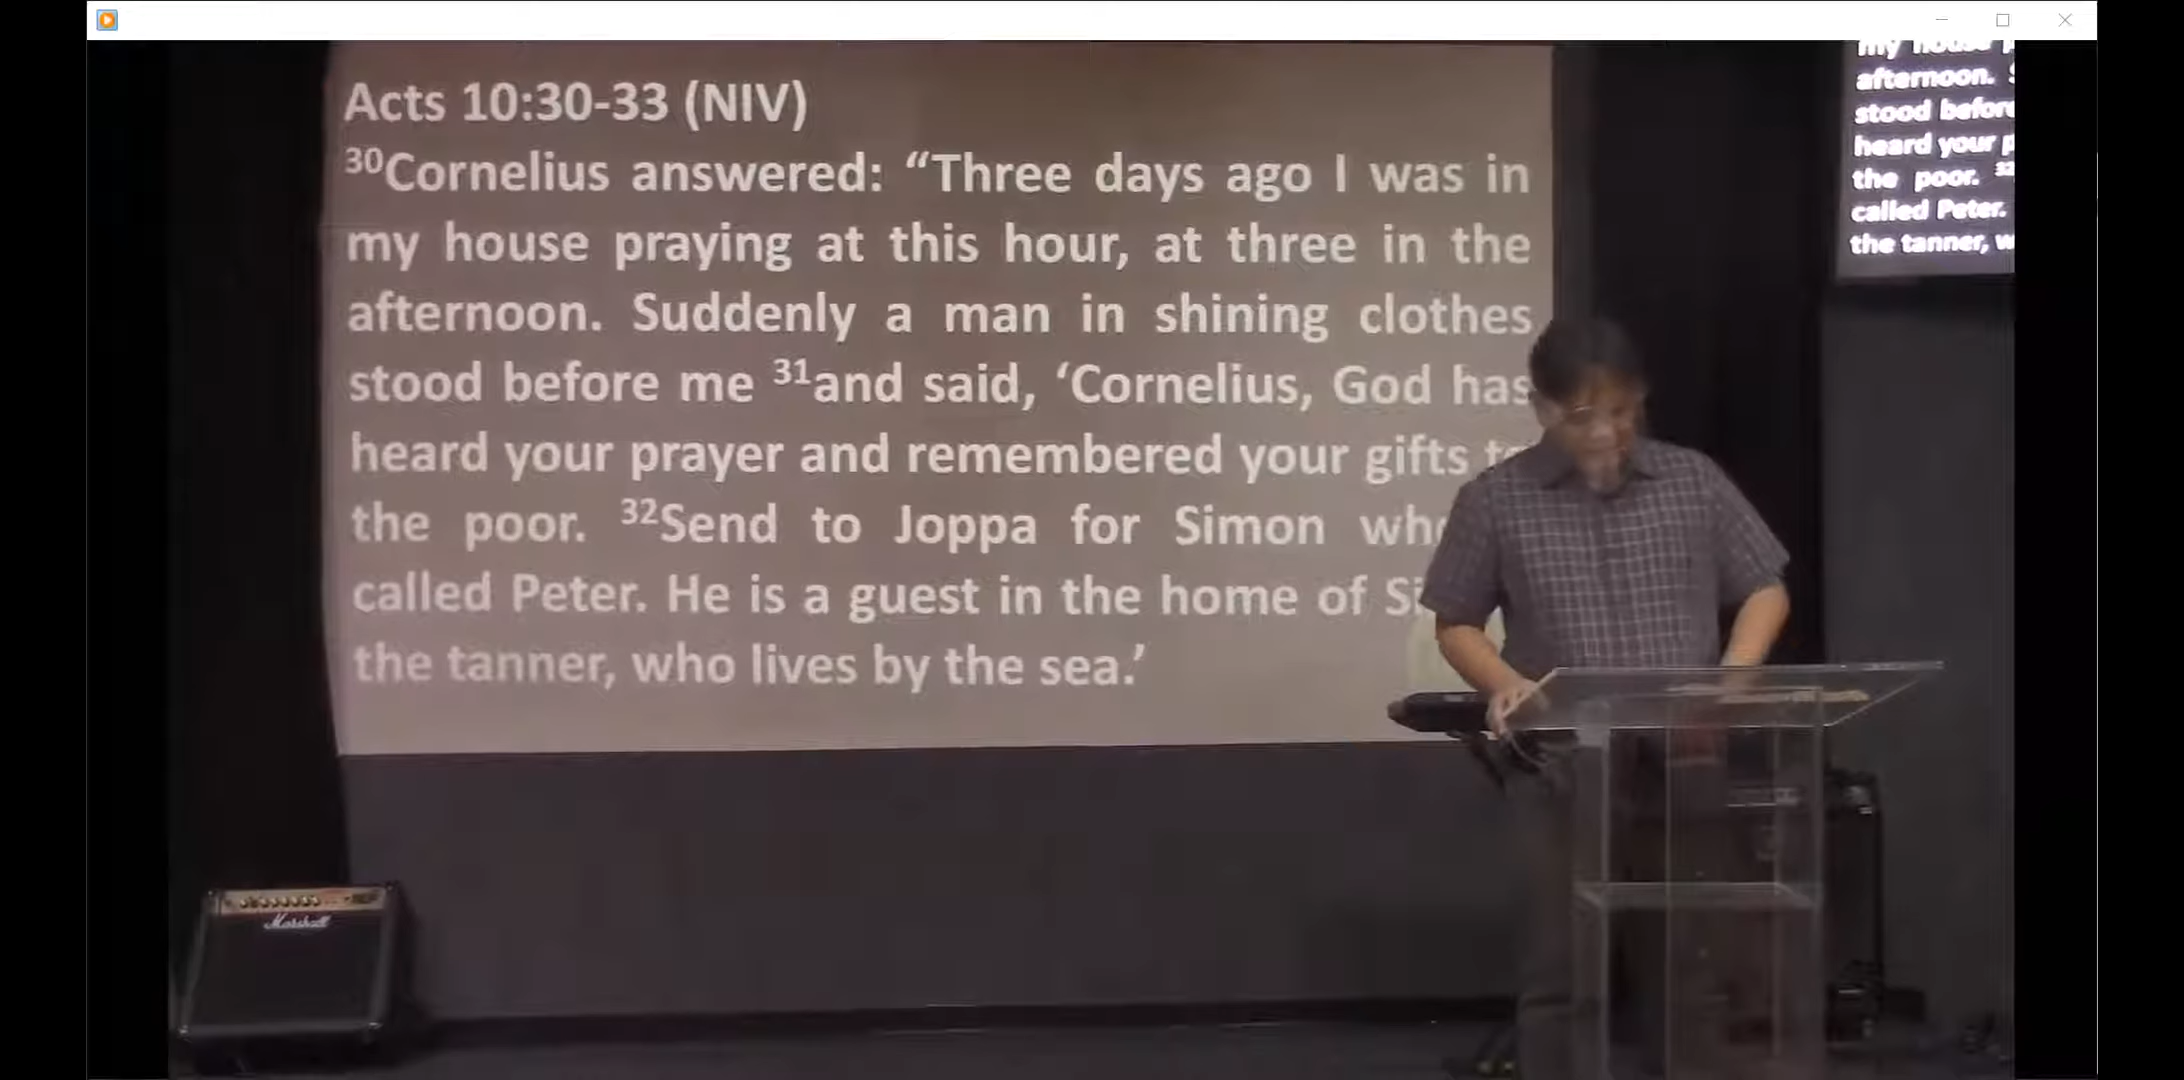 Acts 10:30-33 (NIV)
30Cornelius answered: “Three days ago I was in
my house praying at this hour, at three in the
afternoon. Suddenly a man in shining clothes
stood before me 31and said, ‘Cornelius, God has
heard your prayer and remembered your gifts
the poor. 32Send to Joppa for Simon
called Peter. He is a guest in the home of
the tanner, who lives by the sea.’
my house
afternoon.
stood before
heard your
the poor. 32
called Peter.
the tanner,
Marshall